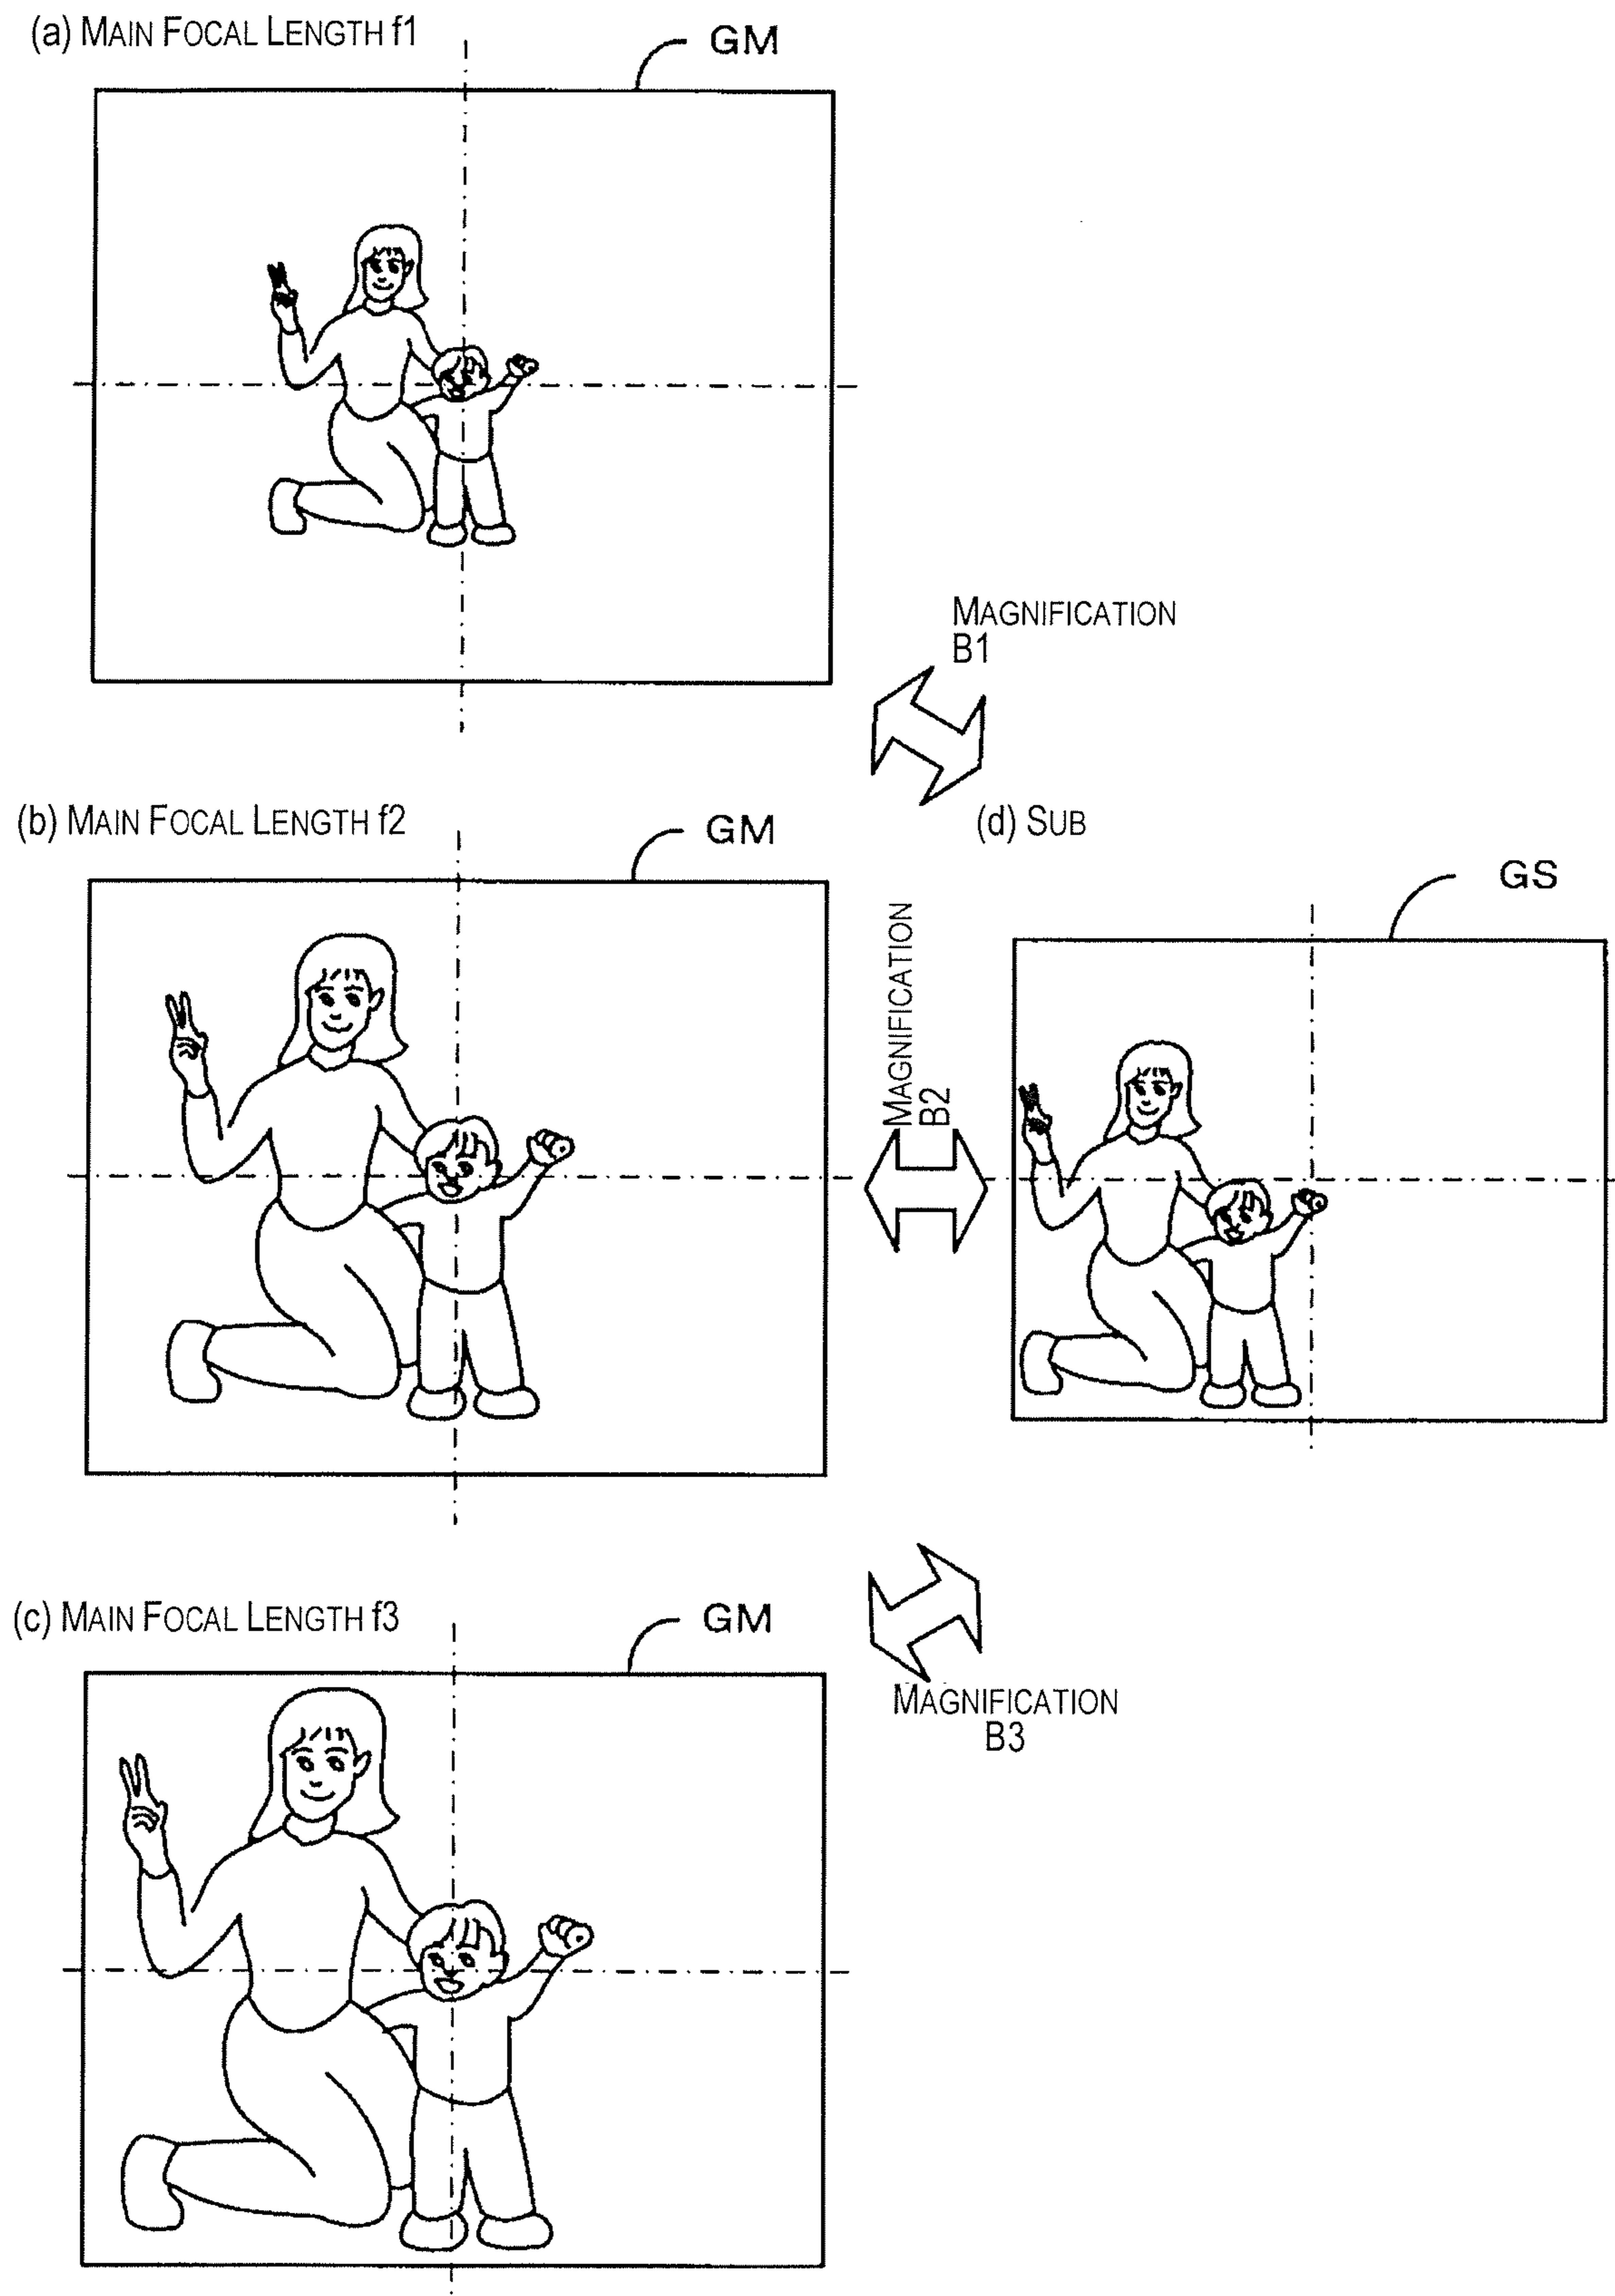 (a) MAIN FOCAL LENGTH f1
GM
MAGNIFICATION
B1
(b) MAIN FOCAL LENGTH f2
GM
MAGNIFICATION
B2
(d) SUB
GS
(c) MAIN FOCAL LENGTH f3
GM
MAGNIFICATION
B3